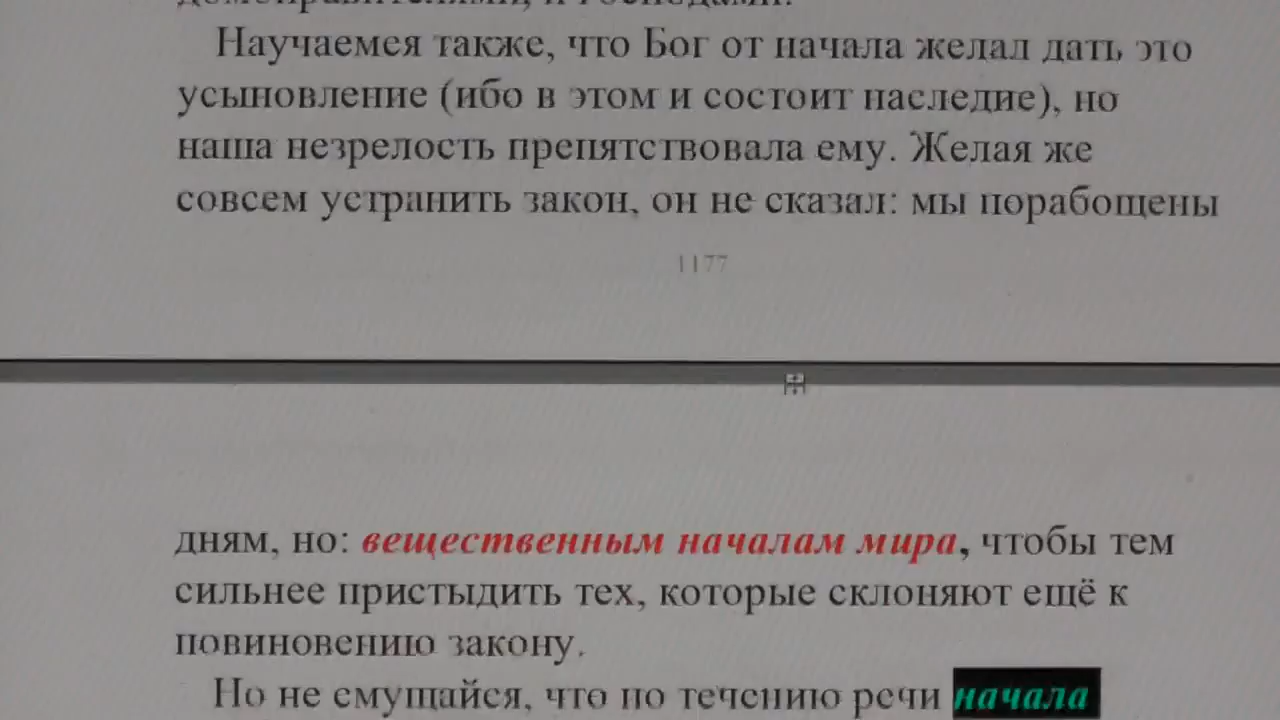 Научаемся также, что Бог от начала желал дать это
усыновление (ибо в этом и состоит наследие), но
наша незрелость препятствовала ему. Желая же
совсем устранить закон, он не сказал: мы порабощены
1177
дням, но: вещественным началам мира, чтобы тем
сильнее пристыдить тех, которые склоняют ещё к
повиновению закону.
Но не смущайся, что по течению речи начала